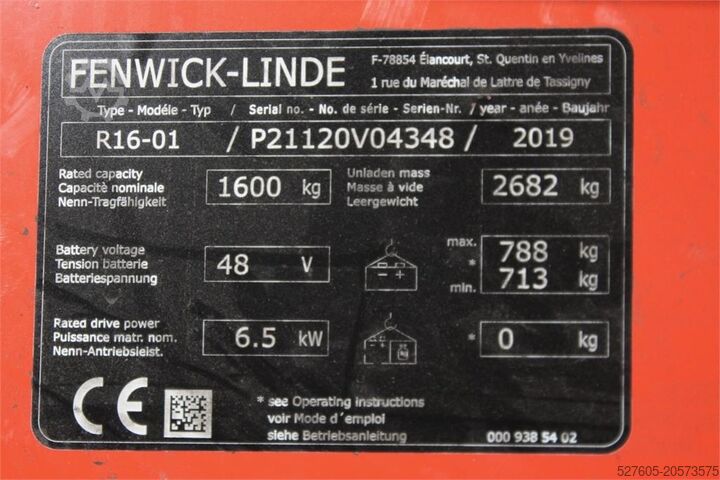 FENWICK-LINDE
F-78854 Élancourt, St. Quentin en Yvelines
1 rue du Maréchal de Lattre de Tassigny
Type - Modéle - Typ / Serial no. - No. de série - Serien-Nr. / year - anée - Baujahr
R16-01 / P21120V04348 / 2019
Rated capacity
Capacitè nominale
Nenn-Tragfähigkeit
1600 kg
Unladen mass
Masse à vide
Leergewicht
2682 kg
Battery voltage
Tension batterie
Batteriespannung
48 V
- +
max. 788 kg
*
min. 713 kg
Rated drive power
Puissance matr. nom.
Nenn-Antriebsleist.
6.5 kW
- + kg
* 0 kg
CE
* see Operating instructions
voir Mode d´emploi
siehe Betriebsanleitung
000 938 54 02
527605-20573575